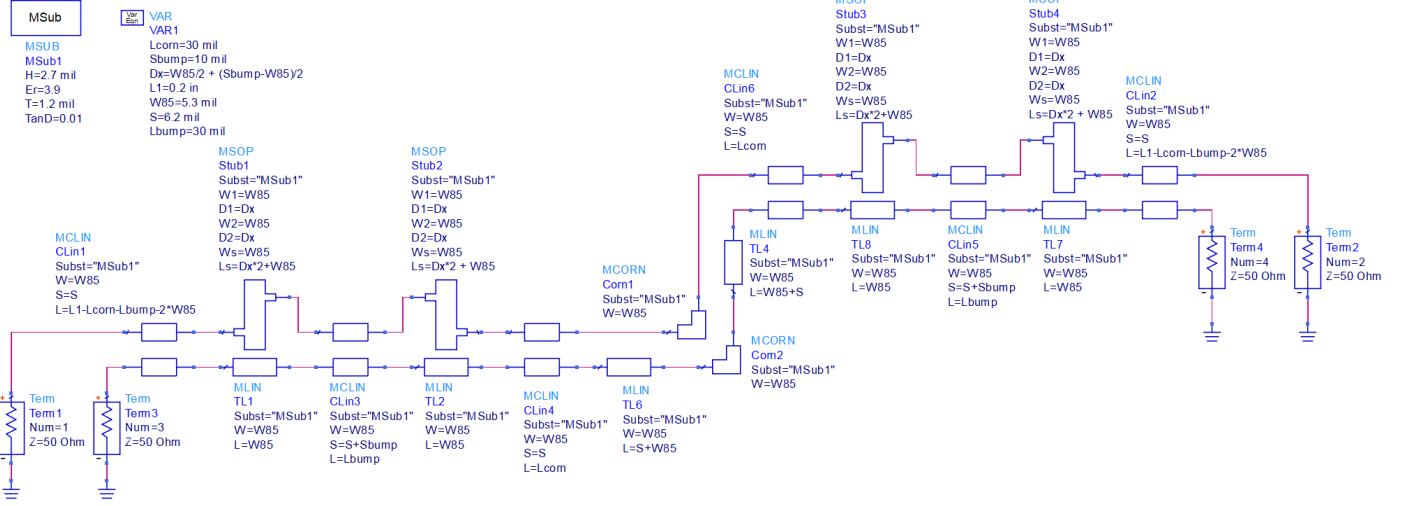 MSub
MSUB
MSub1
H=2.7 mil
Er=3.9
T=1.2 mil
TanD=0.01
Var
Eqn
VAR
VAR1
Lcorn=30 mil
Sbump=10 mil
Dx=W85/2 + (Sbump-W85)/2
L1=0.2 in
W85=5.3 mil
S=6.2 mil
Lbump=30 mil
MSOP
Stub1
Subst="MSub1"
W1=W85
D1=Dx
W2=W85
D2=Dx
Ws=W85
Ls=Dx*2+W85
MSOP
Stub2
Subst="MSub1"
W1=W85
D1=Dx
W2=W85
D2=Dx
Ws=W85
Ls=Dx*2 + W85
MSOP
Stub3
Subst="MSub1"
W1=W85
D1=Dx
W2=W85
D2=Dx
Ws=W85
Ls=Dx*2+W85
MSOP
Stub4
Subst="MSub1"
W1=W85
D1=Dx
W2=W85
D2=Dx
Ws=W85
Ls=Dx*2 + W85
MCLIN
CLin6
Subst="MSub1"
W=W85
S=S
L=Lcorn
MCLIN
CLin2
Subst="MSub1"
W=W85
S=S
L=L1-Lcorn-Lbump-2*W85
MCLIN
CLin1
Subst="MSub1"
W=W85
S=S
L=L1-Lcorn-Lbump-2*W85
MCORN
Corn1
Subst="MSub1"
W=W85
MLIN
TL4
Subst="MSub1"
W=W85
L=W85+S
MLIN
TL8
Subst="MSub1"
W=W85
L=W85
MCLIN
CLin5
Subst="MSub1"
W=W85
S=S+Sbump
L=Lbump
MLIN
TL7
Subst="MSub1"
W=W85
L=W85
+
Term
Term4
Num=4
Z=50 Ohm
-
+
Term
Term2
Num=2
Z=50 Ohm
-
MCORN
Corn2
Subst="MSub1"
W=W85
+
Term
Term1
Num=1
Z=50 Ohm
-
+
Term
Term3
Num=3
Z=50 Ohm
-
MLIN
TL1
Subst="MSub1"
W=W85
L=W85
MCLIN
CLin3
Subst="MSub1"
W=W85
S=S+Sbump
L=Lbump
MLIN
TL2
Subst="MSub1"
W=W85
L=W85
MCLIN
CLin4
Subst="MSub1"
W=W85
S=S
L=Lcorn
MLIN
TL6
Subst="MSub1"
W=W85
L=S+W85